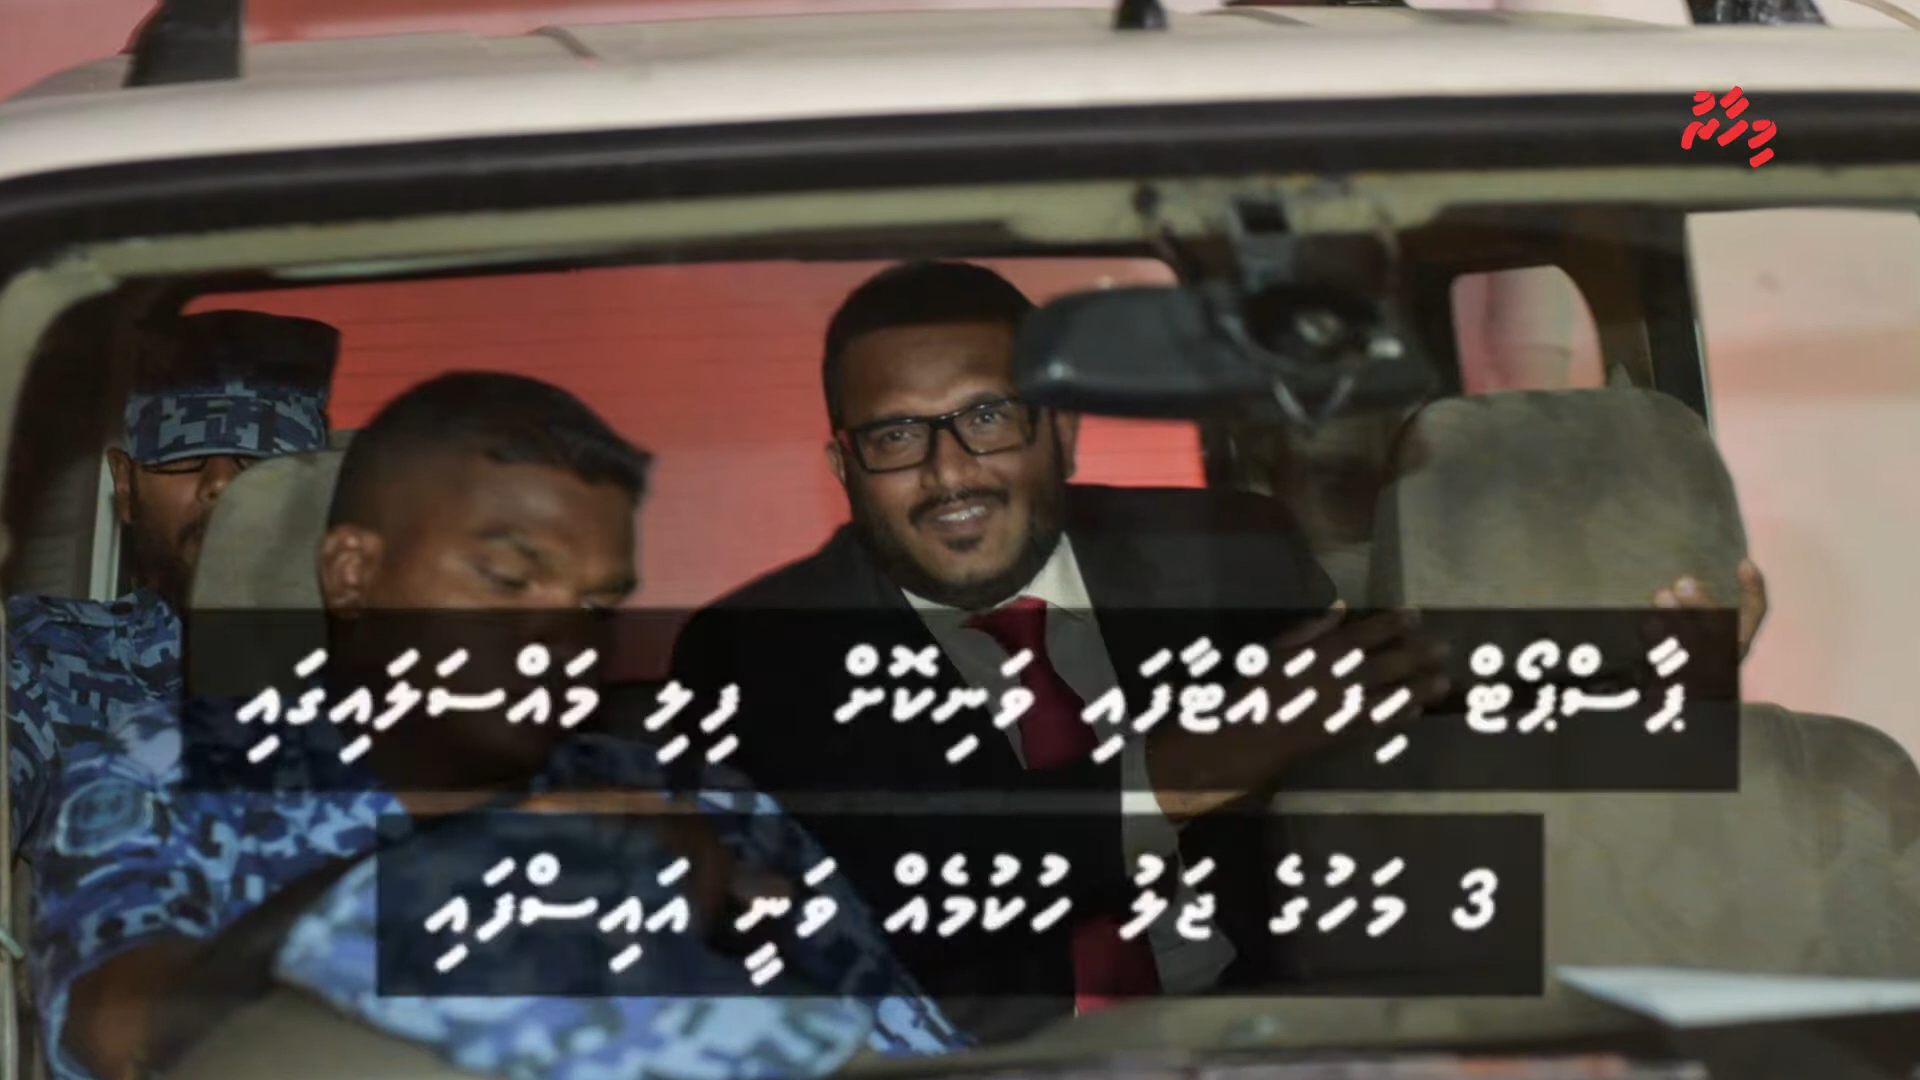 މިހާރު
ޕާސްޕޯޓް ހިފަހައްޓާފައި ވަނިކޮށް ފިލި މައްސަލައިގައި
3 މަހުގެ ޖަލު ހުކުމެއް ވަނީ އައިސްފައި